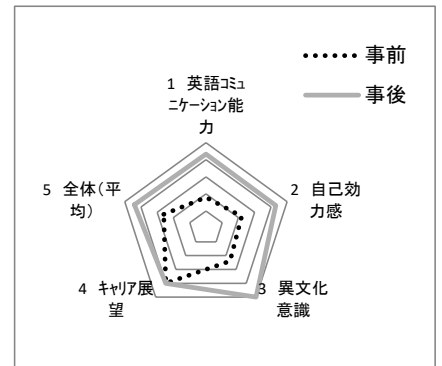 事前
事後
1 英語コミュ
ニケーション能
力
2 自己効
力感
3 異文化
意識
4 キャリア展
望
5 全体(平
均)